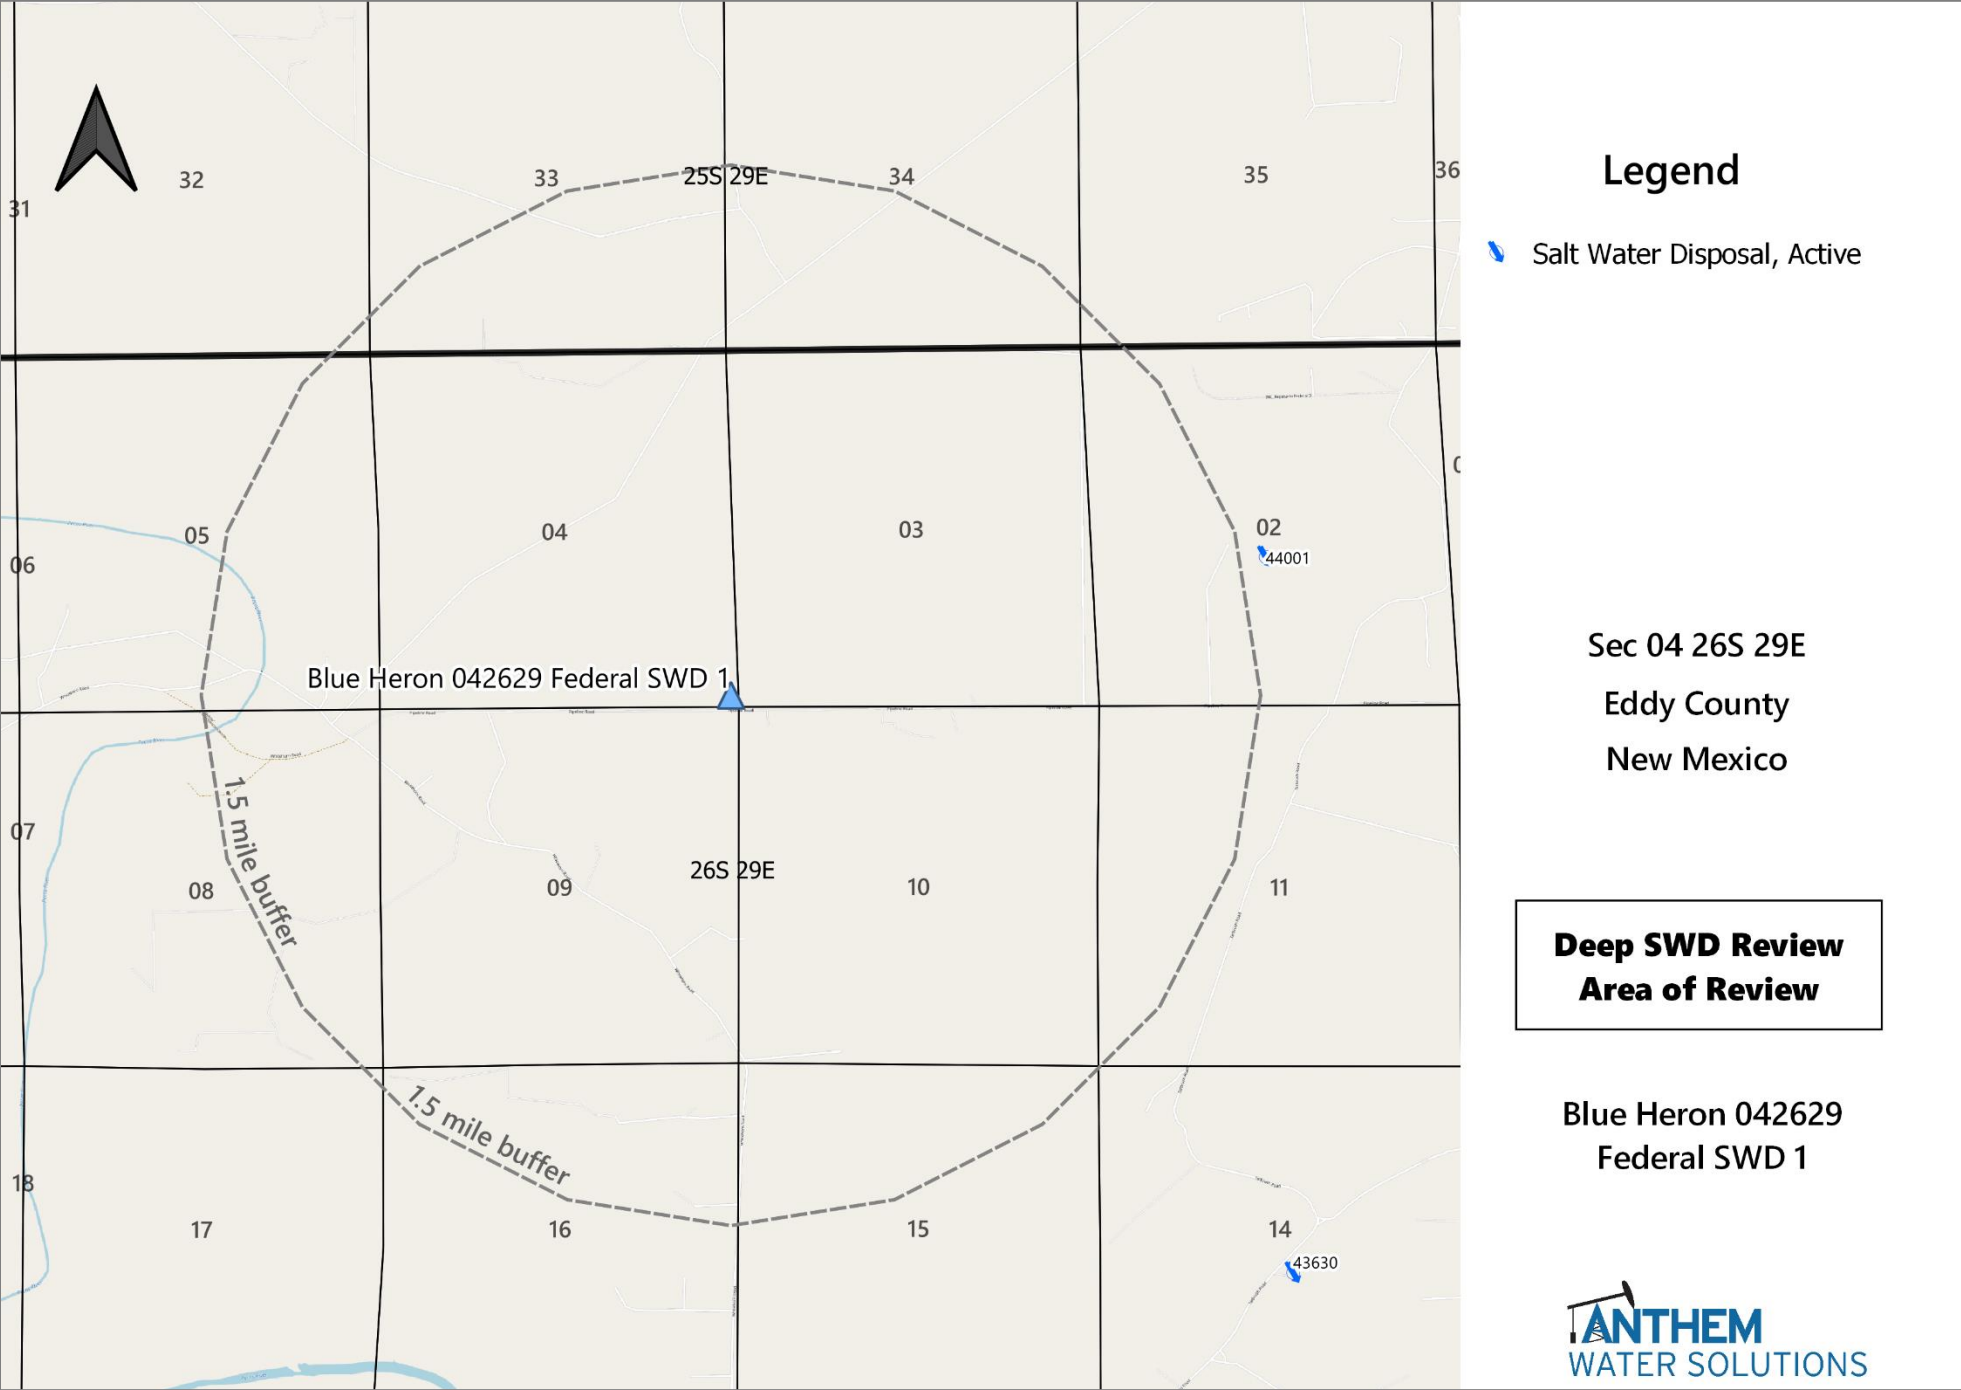 32
33
25S 29E
34
35
36
31
05
04
03
02
44001
06
Blue Heron 042629 Federal SWD 1
1.5 mile buffer
07
08
09
26S 29E
10
11
1.5 mile buffer
18
17
16
15
14
43630
Legend
Salt Water Disposal, Active
Sec 04 26S 29E
Eddy County
New Mexico
Deep SWD Review
Area of Review
Blue Heron 042629
Federal SWD 1
ANTHEM
WATER SOLUTIONS